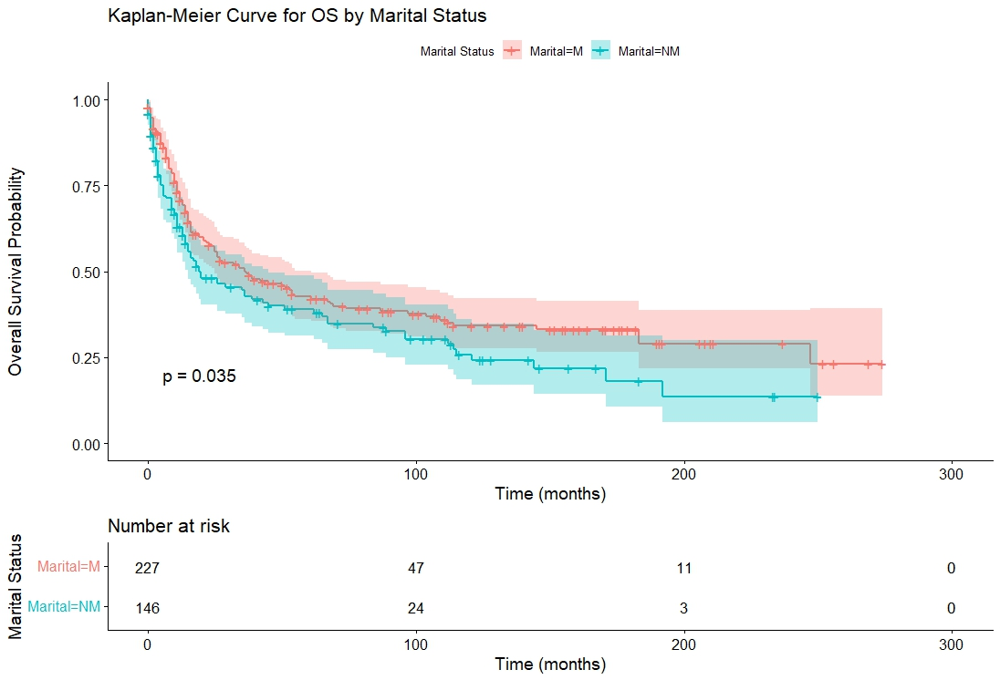 Kaplan-Meier Curve for OS by Marital Status
Marital Status Marital=M Marital=NM
Overall Survival Probability
1.00
0.75
0.50
0.25
0.00
p = 0.035
0 100 200 300
Time (months)
Number at risk
Marital Status
Marital=M 227 47 11 0
Marital=NM 146 24 3 0
0 100 200 300
Time (months)